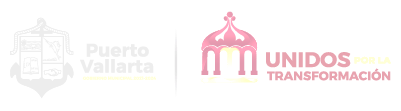 Puerto
Vallarta
UNIDOS POR LA
TRANSFORMACIÓN